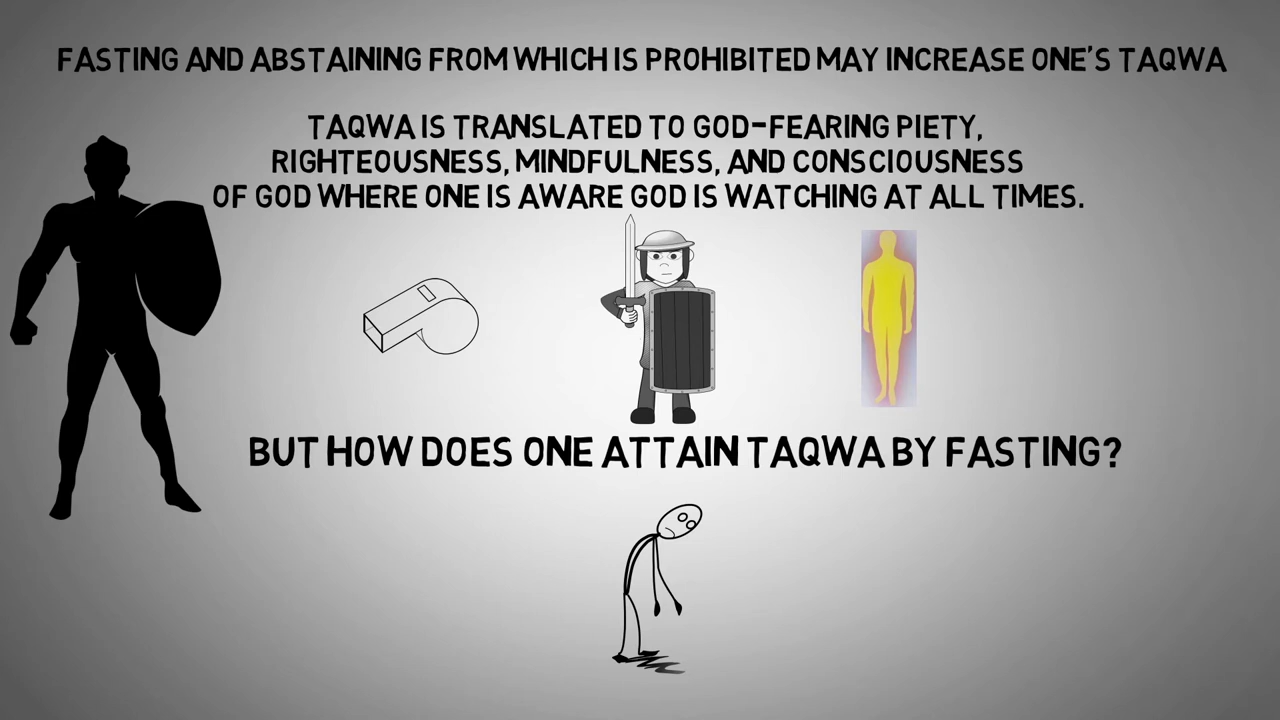 FASTING AND ABSTAINING FROM WHICH IS PROHIBITED MAY INCREASE ONE'S TAQWA
TAQWA IS TRANSLATED TO GOD-FEARING PIETY,
RIGHTEOUSNESS, MINDFULNESS, AND CONSCIOUSNESS
OF GOD WHERE ONE IS AWARE GOD IS WATCHING AT ALL TIMES.
BUT HOW DOES ONE ATTAIN TAQWA BY FASTING?